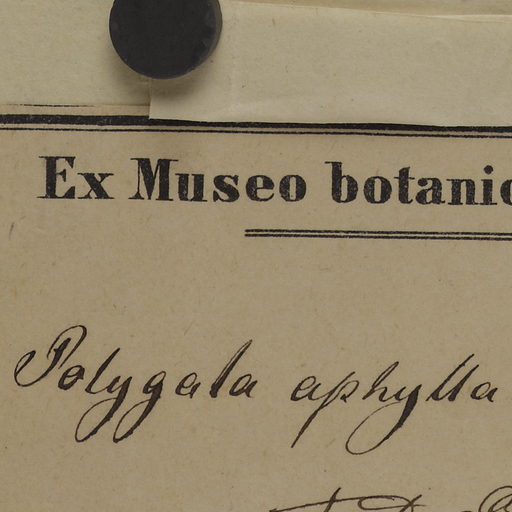 Ex Museo botanic
Polygala aphylla